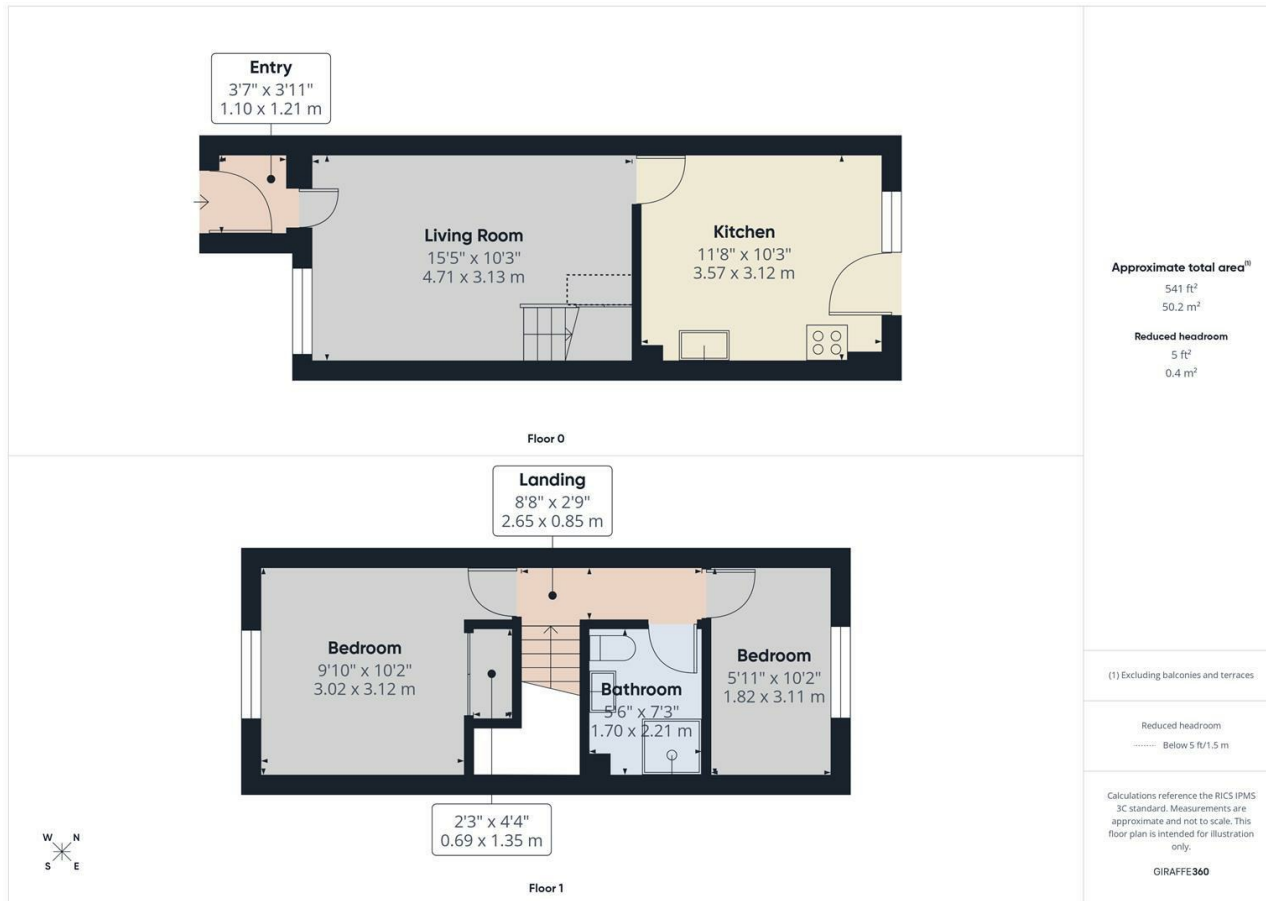 Entry
3'7" x 3'11"
1.10 x 1.21 m
Living Room
15'5" x 10'3"
4.71 x 3.13 m
Kitchen
11'8" x 10'3"
3.57 x 3.12 m
Floor 0
Landing
8'8" x 2'9"
2.65 x 0.85 m
Bedroom
9'10" x 10'2"
3.02 x 3.12 m
Bathroom
5'6" x 7'3"
1.70 x 2.21 m
Bedroom
5'11" x 10'2"
1.82 x 3.11 m
2'3" x 4'4"
0.69 x 1.35 m
W N
S E
Floor 1
Approximate total area(1)
541 ft²
50.2 m²
Reduced headroom
5 ft²
0.4 m²
(1) Excluding balconies and terraces
Reduced headroom
Below 5 ft/1.5 m
Calculations reference the RICS IPMS
3C standard. Measurements are
approximate and not to scale. This
floor plan is intended for illustration
only.
GIRAFFE360